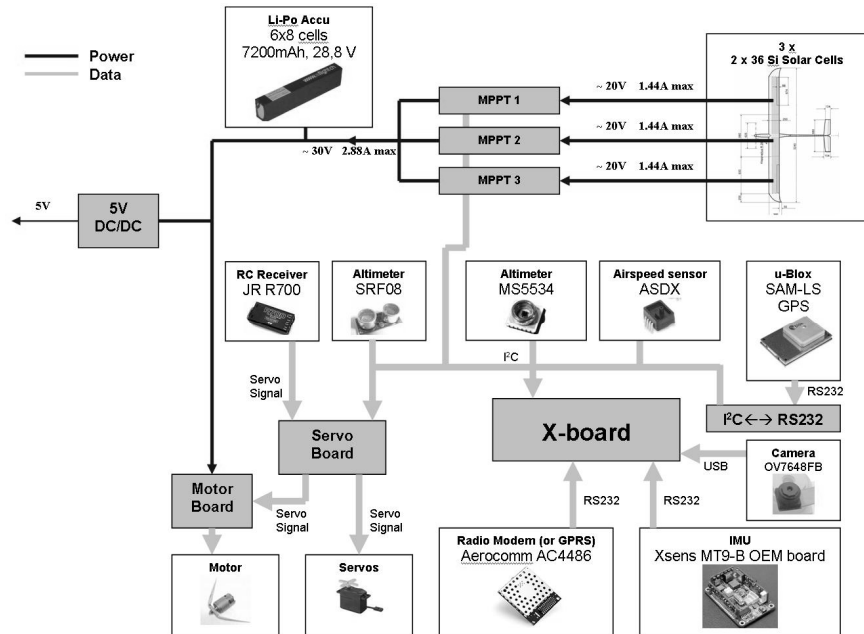 Li-Po Accu
6x8 cells
7200mAh, 28,8 V
Power
Data
3 x
2 x 36 Si Solar Cells
MPPT 1
~ 20V 1.44A max
MPPT 2
~ 20V 1.44A max
~ 30V 2.88A max
MPPT 3
~ 20V 1.44A max
5V
5V
DC/DC
RC Receiver
JR R700
Altimeter
SRF08
Altimeter
MS5534
Airspeed sensor
ASDX
u-Blox
SAM-LS
GPS
I²C
Servo
Signal
RS232
X-board
I²C ←→ RS232
Servo
Board
Camera
OV7648FB
USB
Motor
Board
Servo
Signal
Servo
Signal
RS232
RS232
Motor
Servos
Radio Modem (or GPRS)
Aerocomm AC4486
IMU
Xsens MT9-B OEM board